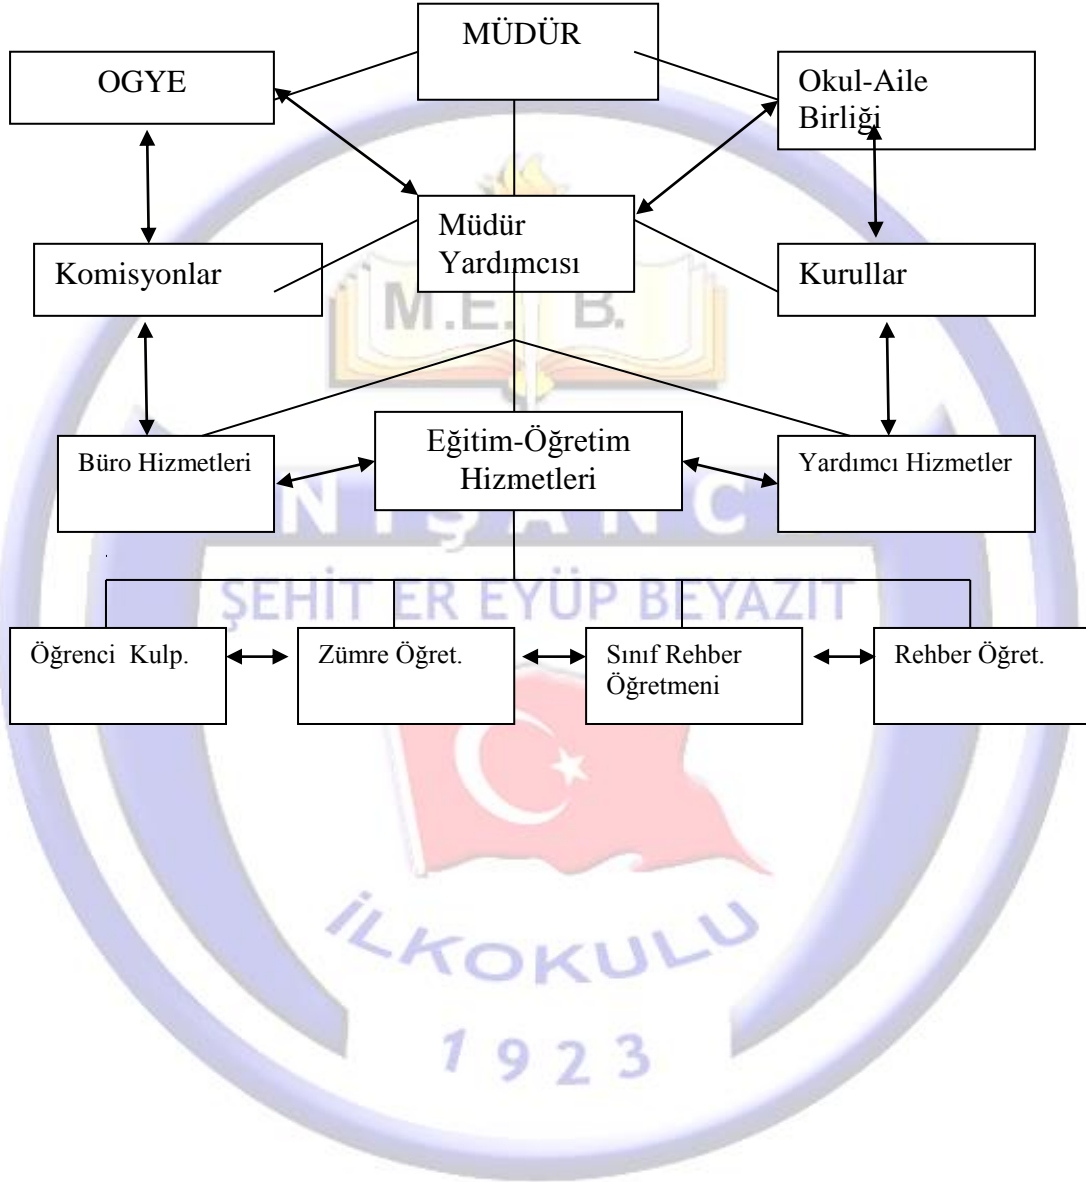 MÜDÜR
OGYE
Okul-Aile
Birliği
Müdür
Yardımcısı
Komisyonlar
Kurullar
M.E. B.
Eğitim-Öğretim
Hizmetleri
Büro Hizmetleri
Yardımcı Hizmetler
NİŞANC
ŞEHİT ER EYÜP BEYAZIT
Öğrenci Kulp.
Zümre Öğret.
Sınıf Rehber
Öğretmeni
Rehber Öğret.
İLKOKULU
1923